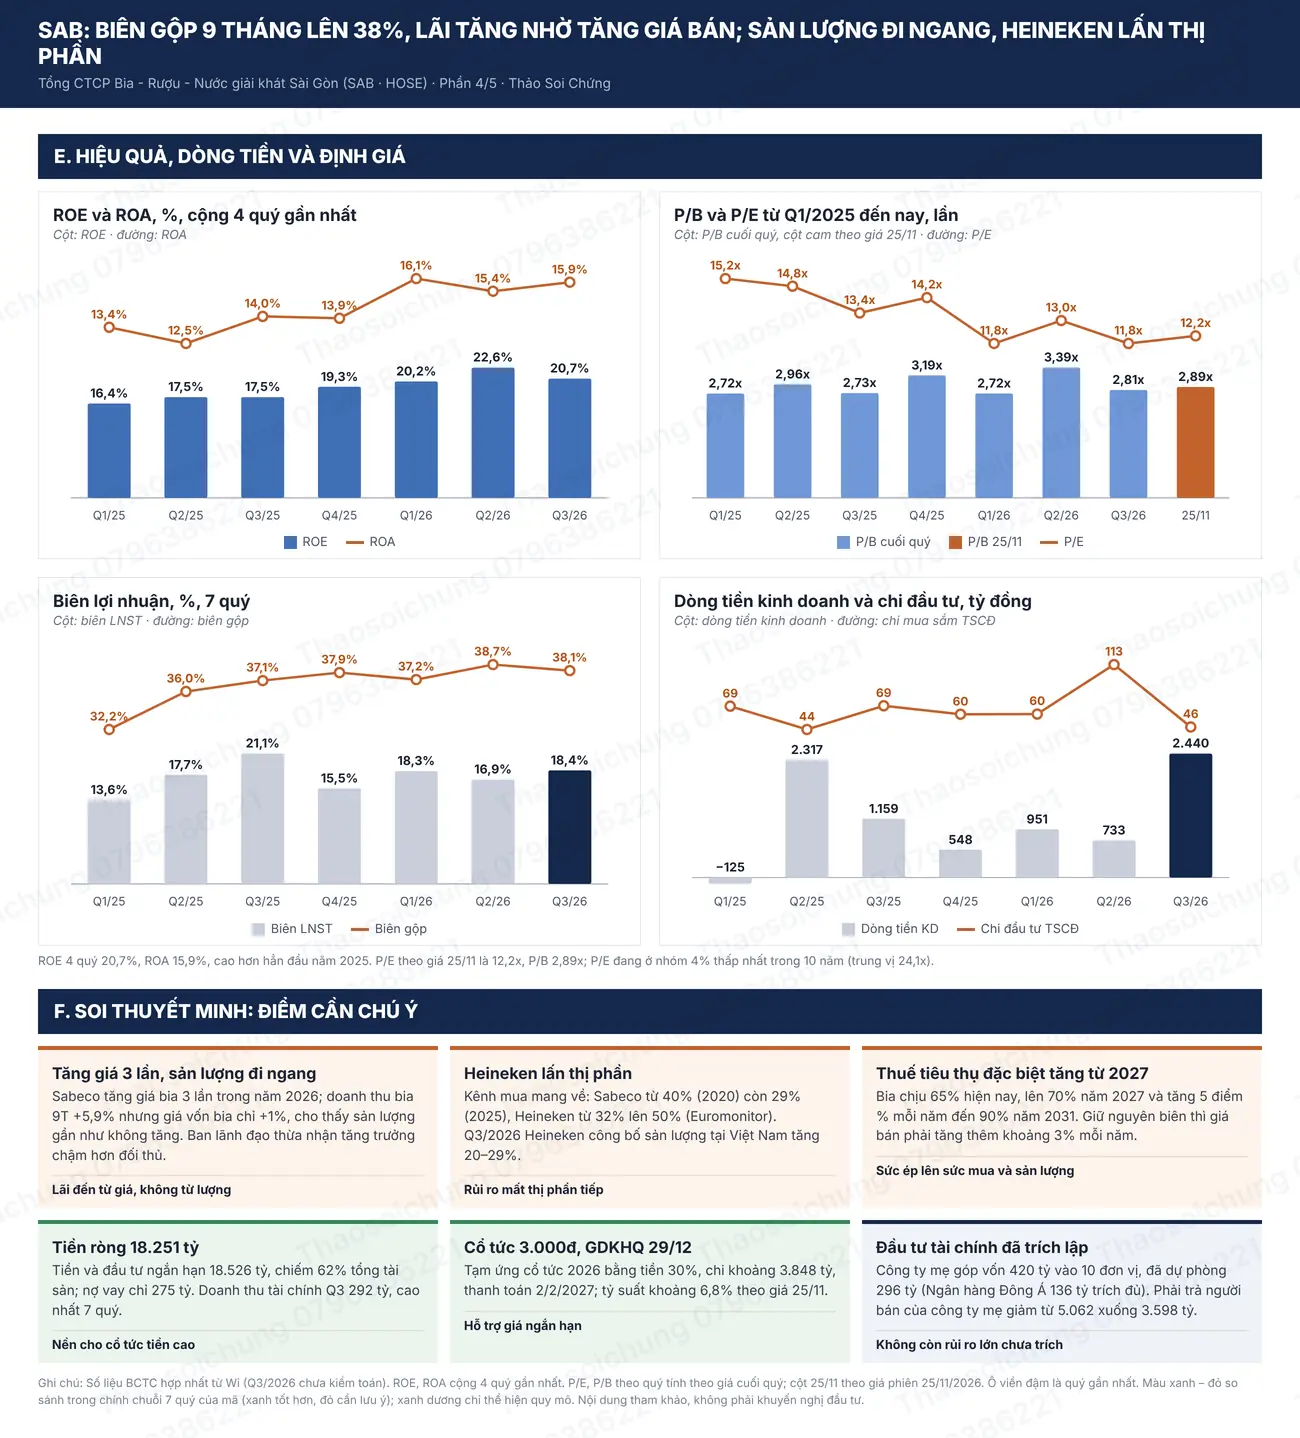 SAB: BIÊN GỘP 9 THÁNG LÊN 38%, LÃI TĂNG NHỜ TĂNG GIÁ BÁN; SẢN LƯỢNG ĐI NGANG, HEINEKEN LẤN THỊ
PHẦN
Tổng CTCP Bia - Rượu - Nước giải khát Sài Gòn (SAB · HOSE) · Phần 4/5 · Thảo Soi Chứng
E. HIỆU QUẢ, DÒNG TIỀN VÀ ĐỊNH GIÁ
ROE và ROA, %, cộng 4 quý gần nhất
Cột: ROE · đường: ROA
13,4% 12,5% 14,0% 13,9% 16,1% 15,4% 15,9%
16,4% 17,5% 17,5% 19,3% 20,2% 22,6% 20,7%
Q1/25 Q2/25 Q3/25 Q4/25 Q1/26 Q2/26 Q3/26
ROE ROA
P/B và P/E từ Q1/2025 đến nay, lần
Cột: P/B cuối quý, cột cam theo giá 25/11 · đường: P/E
15,2x 14,8x 13,4x 14,2x 11,8x 13,0x 11,8x 12,2x
2,72x 2,96x 2,73x 3,19x 2,72x 3,39x 2,81x 2,89x
Q1/25 Q2/25 Q3/25 Q4/25 Q1/26 Q2/26 Q3/26 25/11
P/B cuối quý P/B 25/11 P/E
Biên lợi nhuận, %, 7 quý
Cột: biên LNST · đường: biên gộp
32,2% 36,0% 37,1% 37,9% 37,2% 38,7% 38,1%
13,6% 17,7% 21,1% 15,5% 18,3% 16,9% 18,4%
Q1/25 Q2/25 Q3/25 Q4/25 Q1/26 Q2/26 Q3/26
Biên LNST Biên gộp
Dòng tiền kinh doanh và chi đầu tư, tỷ đồng
Cột: dòng tiền kinh doanh · đường: chi mua sắm TSCĐ
69 44 69 60 60 113 46
−125 2.317 1.159 548 951 733 2.440
Q1/25 Q2/25 Q3/25 Q4/25 Q1/26 Q2/26 Q3/26
Dòng tiền KD Chi đầu tư TSCĐ
ROE 4 quý 20,7%, ROA 15,9%, cao hơn hẳn đầu năm 2025. P/E theo giá 25/11 là 12,2x, P/B 2,89x; P/E đang ở nhóm 4% thấp nhất trong 10 năm (trung vị 24,1x).
F. SOI THUYẾT MINH: ĐIỂM CẦN CHÚ Ý
Tăng giá 3 lần, sản lượng đi ngang
Sabeco tăng giá bia 3 lần trong năm 2026; doanh thu bia
9T +5,9% nhưng giá vốn bia chỉ +1%, cho thấy sản lượng
gần như không tăng. Ban lãnh đạo thừa nhận tăng trưởng
chậm hơn đối thủ.
Lãi đến từ giá, không từ lượng
Heineken lấn thị phần
Kênh mua mang về: Sabeco từ 40% (2020) còn 29%
(2025), Heineken từ 32% lên 50% (Euromonitor).
Q3/2026 Heineken công bố sản lượng tại Việt Nam tăng
20–29%.
Rủi ro mất thị phần tiếp
Thuế tiêu thụ đặc biệt tăng từ 2027
Bia chịu 65% hiện nay, lên 70% năm 2027 và tăng 5 điểm
% mỗi năm đến 90% năm 2031. Giữ nguyên biên thì giá
bán phải tăng thêm khoảng 3% mỗi năm.
Sức ép lên sức mua và sản lượng
Tiền ròng 18.251 tỷ
Tiền và đầu tư ngắn hạn 18.526 tỷ, chiếm 62% tổng tài
sản; nợ vay chỉ 275 tỷ. Doanh thu tài chính Q3 292 tỷ, cao
nhất 7 quý.
Nền cho cổ tức tiền cao
Cổ tức 3.000đ, GDKHQ 29/12
Tạm ứng cổ tức 2026 bằng tiền 30%, chi khoảng 3.848 tỷ,
thanh toán 2/2/2027; tỷ suất khoảng 6,8% theo giá 25/11.
Hỗ trợ giá ngắn hạn
Đầu tư tài chính đã trích lập
Công ty mẹ góp vốn 420 tỷ vào 10 đơn vị, đã dự phòng
296 tỷ (Ngân hàng Đông Á 136 tỷ trích đủ). Phải trả người
bán của công ty mẹ giảm từ 5.062 xuống 3.598 tỷ.
Không còn rủi ro lớn chưa trích
Ghi chú: Số liệu BCTC hợp nhất từ Wi (Q3/2026 chưa kiểm toán). ROE, ROA cộng 4 quý gần nhất. P/E, P/B theo quý tính theo giá cuối quý; cột 25/11 theo giá phiên 25/11/2026. Ô viền đậm là quý gần nhất. Màu xanh – đỏ so
sánh trong chính chuỗi 7 quý của mã (xanh tốt hơn, đỏ cần lưu ý); xanh dương chỉ thể hiện quy mô. Nội dung tham khảo, không phải khuyến nghị đầu tư.
Thaosoichung 0796386221